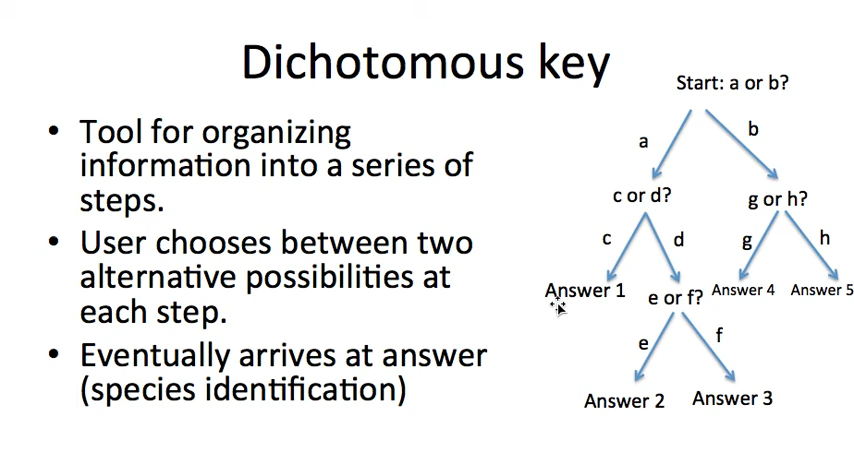 Dichotomous key
• Tool for organizing
information into a series of
steps.
• User chooses between two
alternative possibilities at
each step.
• Eventually arrives at answer
(species identification)
Start: a or b?
a
b
c or d?
g or h?
c
d
g
h
Answer 1
e or f?
Answer 4
Answer 5
e
f
Answer 2
Answer 3